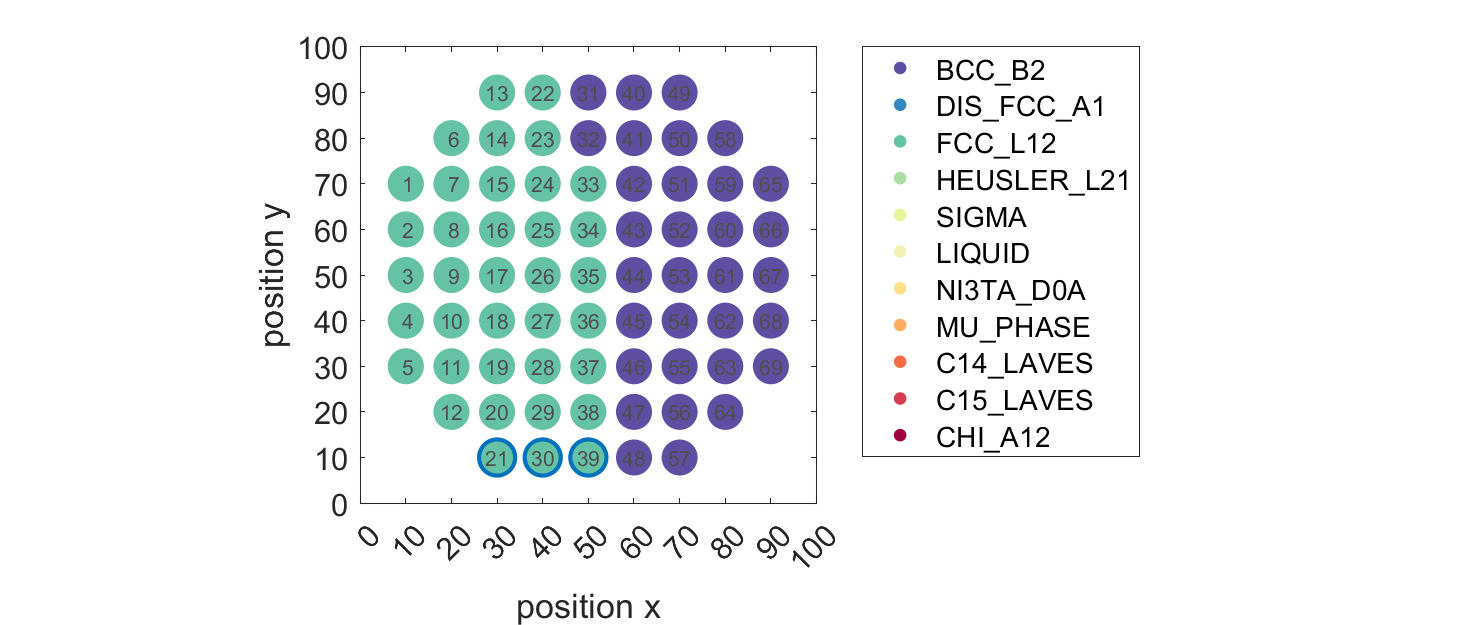 100
90
80
70
60
50
40
30
20
10
0
position y
13 22 31 40 49
6 14 23 32 41 50 58
1 7 15 24 33 42 51 59 65
2 8 16 25 34 43 52 60 66
3 9 17 26 35 44 53 61 67
4 10 18 27 36 45 54 62 68
5 11 19 28 37 46 55 63 69
12 20 29 38 47 56 64
21 30 39 48 57
0 10 20 30 40 50 60 70 80 90 100
position x
BCC_B2
DIS_FCC_A1
FCC_L12
HEUSLER_L21
SIGMA
LIQUID
NI3TA_D0A
MU_PHASE
C14_LAVES
C15_LAVES
CHI_A12